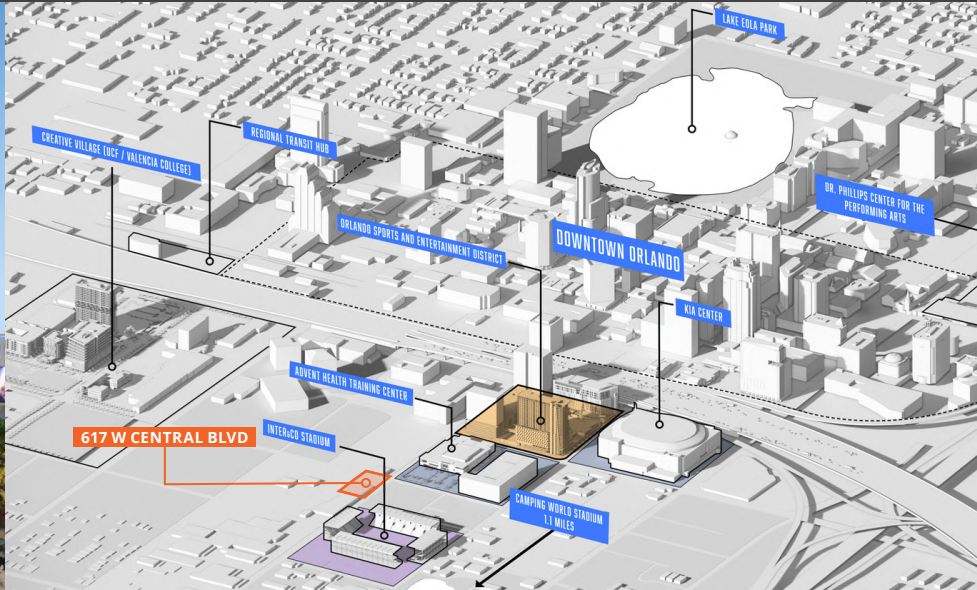 LAKE EOLA PARK
CREATIVE VILLAGE (UCF / VALENCIA COLLEGE)
REGIONAL TRANSIT HUB
DR. PHILLIPS CENTER FOR THE
PERFORMING ARTS
ORLANDO SPORTS AND ENTERTAINMENT DISTRICT
DOWNTOWN ORLANDO
KIA CENTER
ADVENT HEALTH TRAINING CENTER
617 W CENTRAL BLVD
INTER&CO STADIUM
CAMPING WORLD STADIUM
1.1 MILES